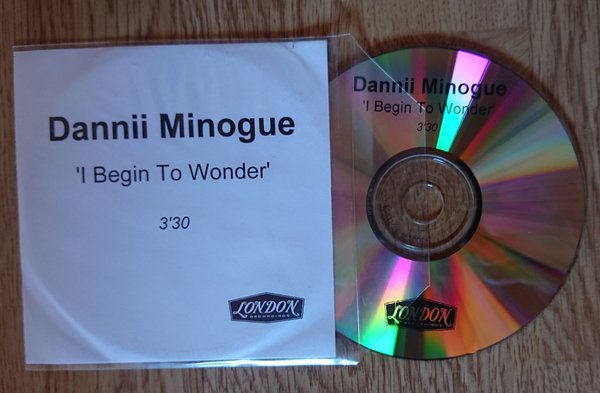 Dannii Minogue
'I Begin To Wonder'
3'30
LONDON
RECORDINGS
Dannii Minogue
'I Begin To Wonder'
3'30
LONDON
RECORDINGS